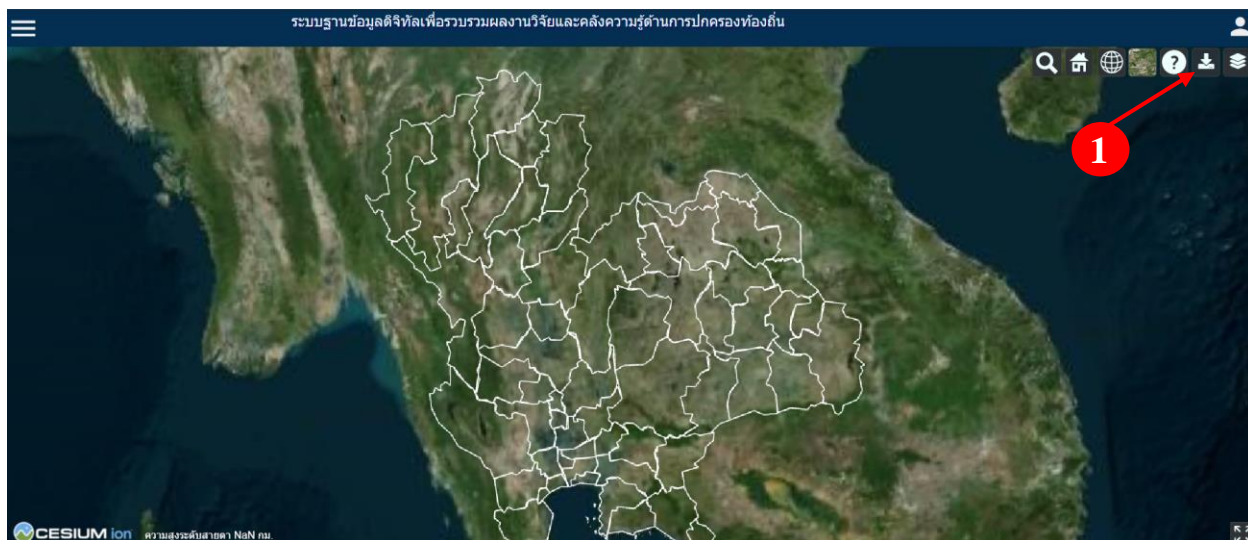 ระบบฐานข้อมูลดิจิทัลเพื่อรวบรวมผลงานวิจัยและคลังความรู้ด้านการปกครองท้องถิ่น
?
1
CESIUM ion ความสูงระดับสายตา NaN กม.